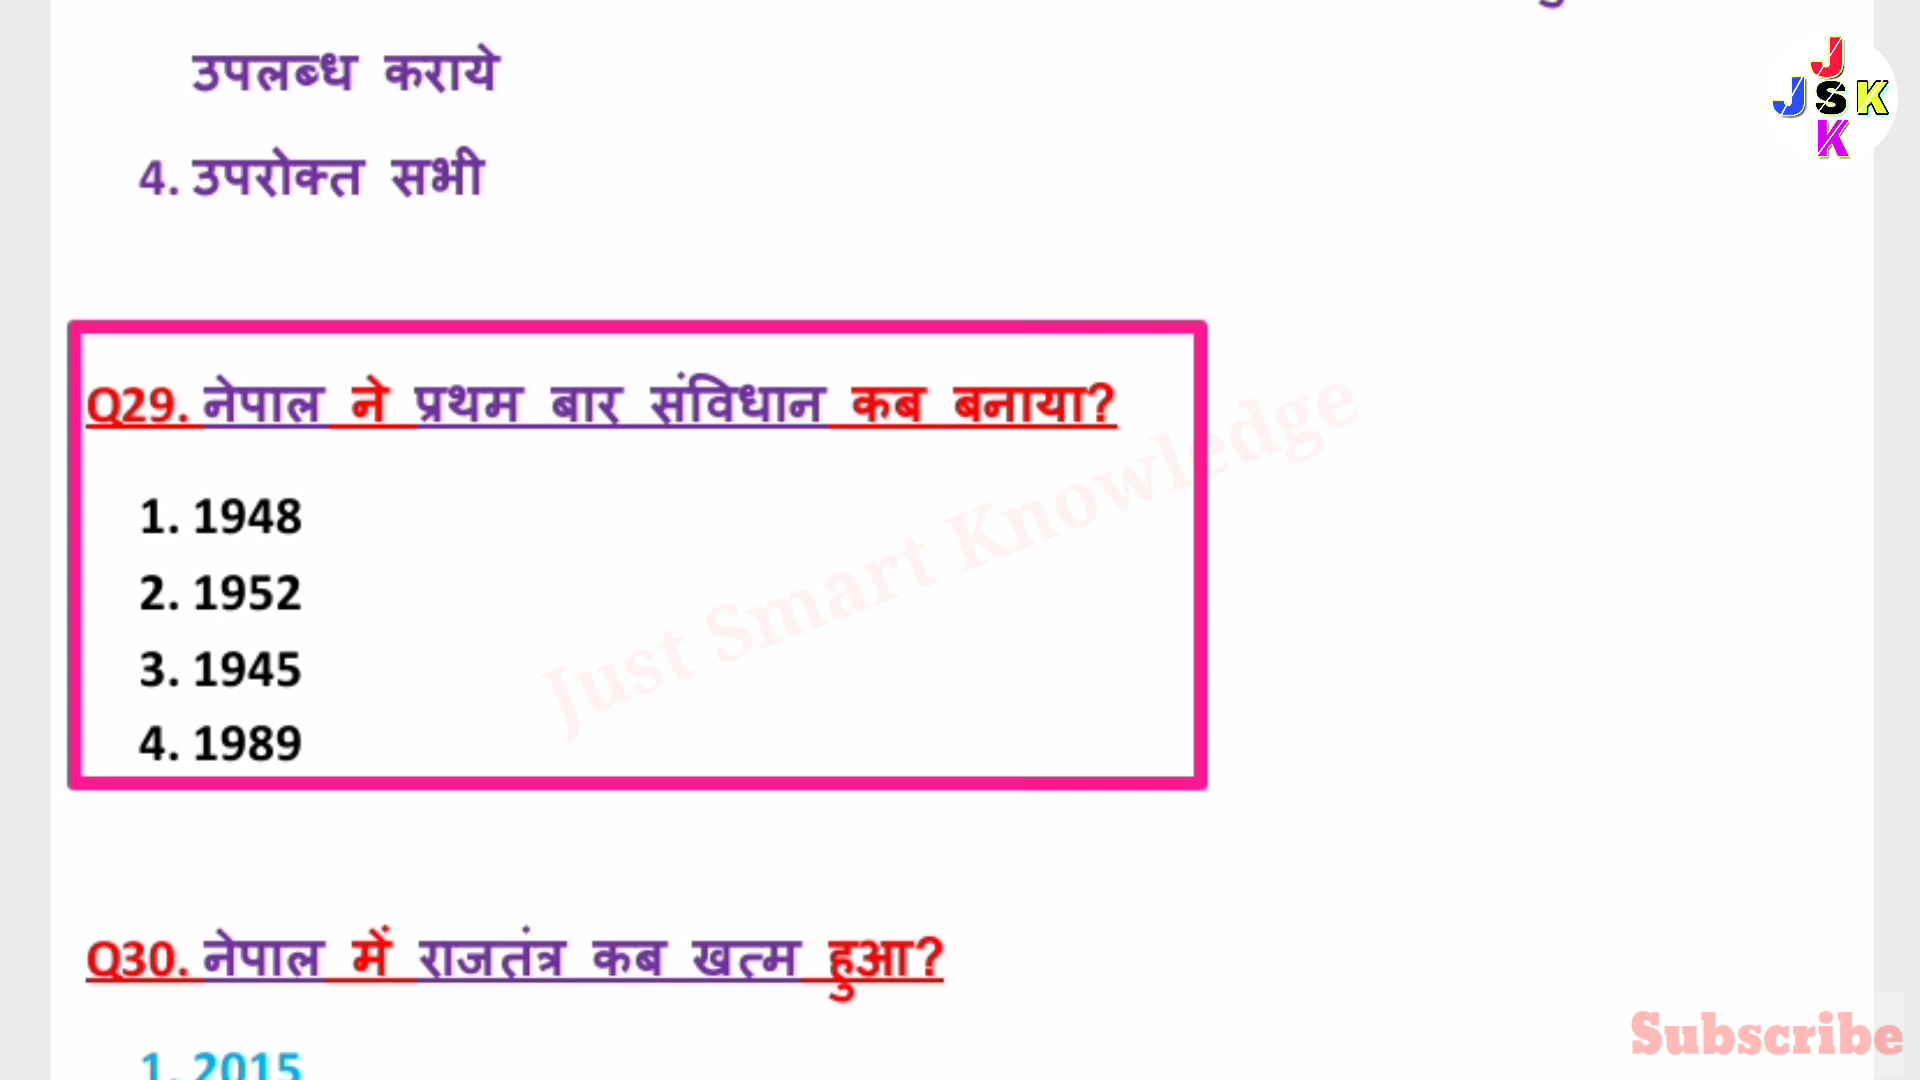 उपलब्ध कराये
4. उपरोक्त सभी
J
J S K
K
Q29. नेपाल ने प्रथम बार संविधान कब बनाया?
1. 1948
2. 1952
3. 1945
4. 1989
Just Smart Knowledge
Q30. नेपाल में राजतंत्र कब खत्म हुआ?
1. 2015
Subscribe